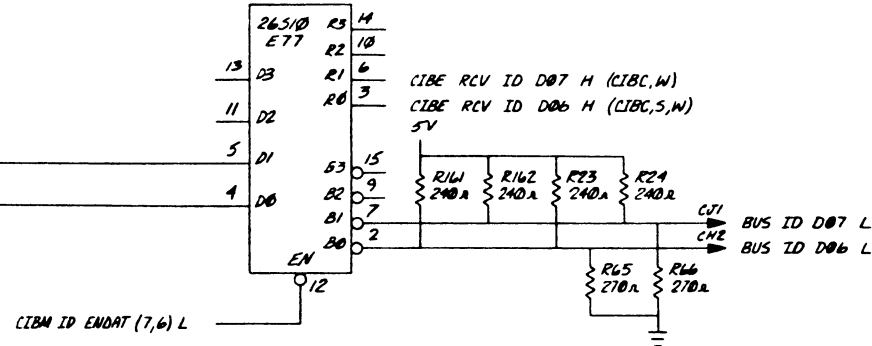 26S10 R3 14
E77
R2 10
13 D3 R1 6 CIBE RCV ID D07 H (CIBC,W)
R0 3 CIBE RCV ID D06 H (CIBC,S,W)
11 D2
5V
5 D1
B3 15
R161 R162 R23 R24
240Ω 240Ω 240Ω 240Ω
4 D0 B2 9
B1 7 CJ1 BUS ID D07 L
B0 2 CH2 BUS ID D06 L
EN
12
R65 R66
270Ω 270Ω
CIBM ID ENDAT (7,6) L